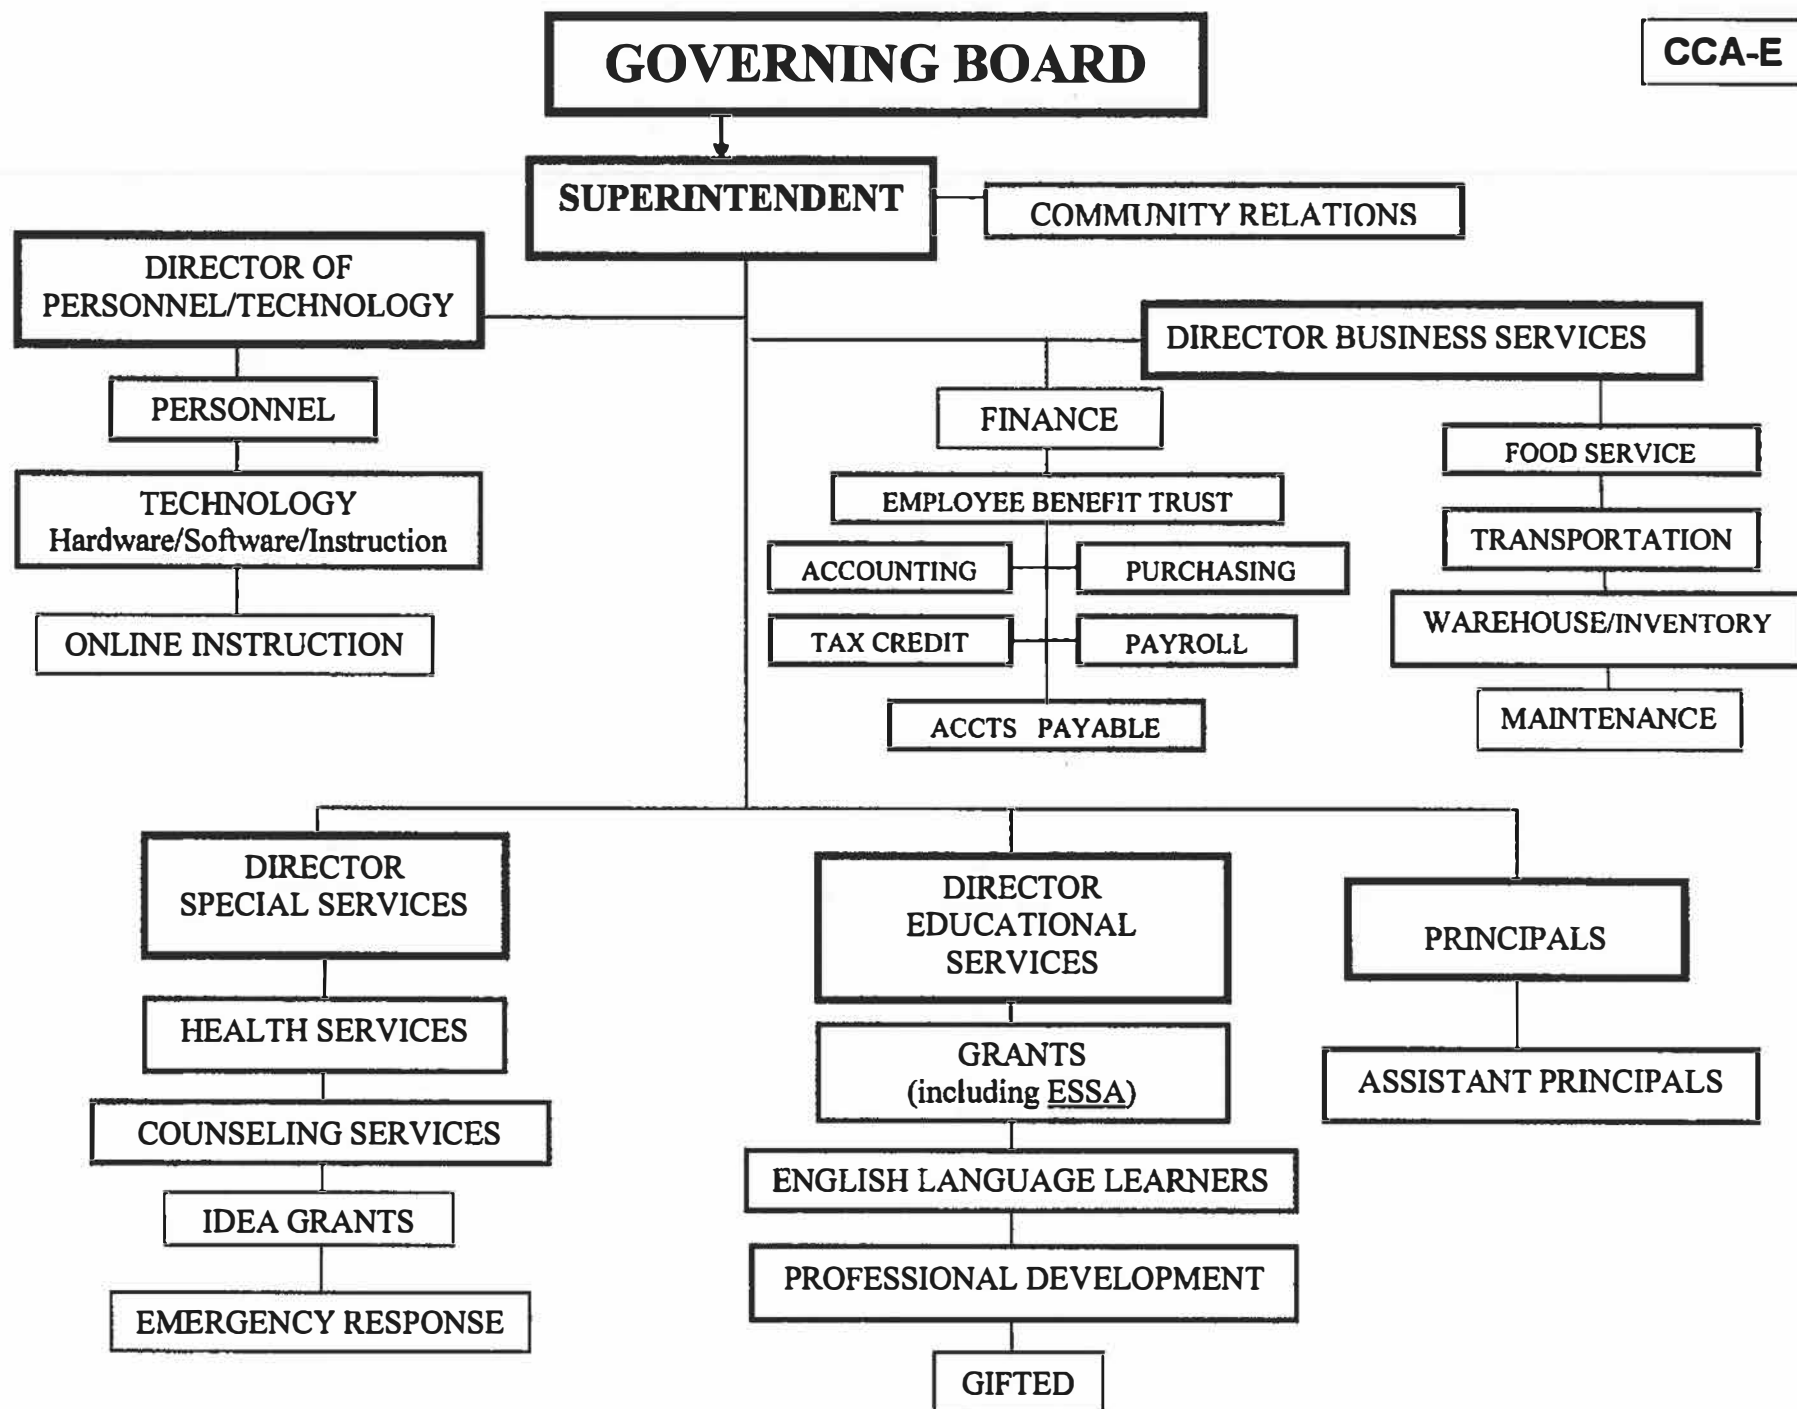 GOVERNING BOARD
CCA-E
SUPERINTENDENT
COMMUNITY RELATIONS
DIRECTOR OF
PERSONNEL/TECHNOLOGY
DIRECTOR BUSINESS SERVICES
PERSONNEL
FINANCE
FOOD SERVICE
TECHNOLOGY
Hardware/Software/Instruction
EMPLOYEE BENEFIT TRUST
TRANSPORTATION
ACCOUNTING
PURCHASING
ONLINE INSTRUCTION
TAX CREDIT
PAYROLL
WAREHOUSE/INVENTORY
ACCTS PAYABLE
MAINTENANCE
DIRECTOR
SPECIAL SERVICES
DIRECTOR
EDUCATIONAL
SERVICES
PRINCIPALS
HEALTH SERVICES
GRANTS
(including ESSA)
ASSISTANT PRINCIPALS
COUNSELING SERVICES
ENGLISH LANGUAGE LEARNERS
IDEA GRANTS
PROFESSIONAL DEVELOPMENT
EMERGENCY RESPONSE
GIFTED